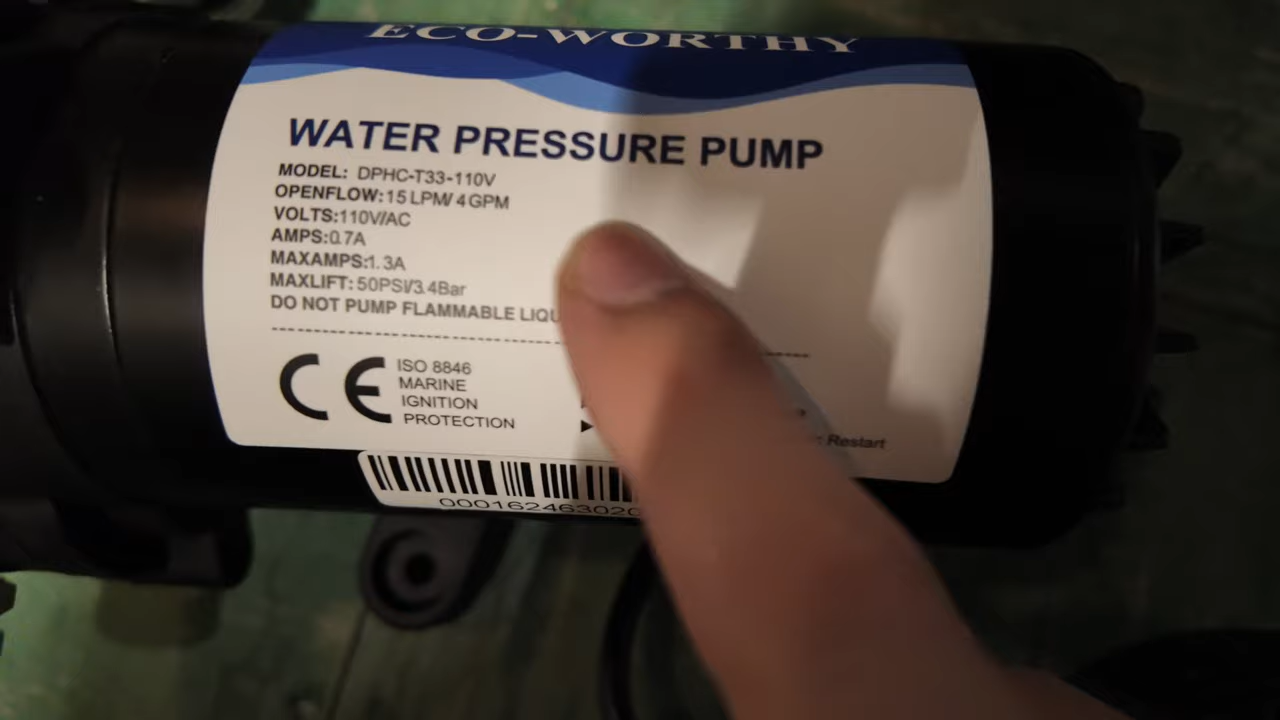 ECO-WORTHY
WATER PRESSURE PUMP
MODEL: DPHC-T33-110V
OPENFLOW:15 LPM/ 4 GPM
VOLTS:110V/AC
AMPS:0.7A
MAXAMPS:1.3A
MAXLIFT: 50PSI/3.4Bar
DO NOT PUMP FLAMMABLE
CE
ISO 8846
MARINE
IGNITION
PROTECTION
Restart